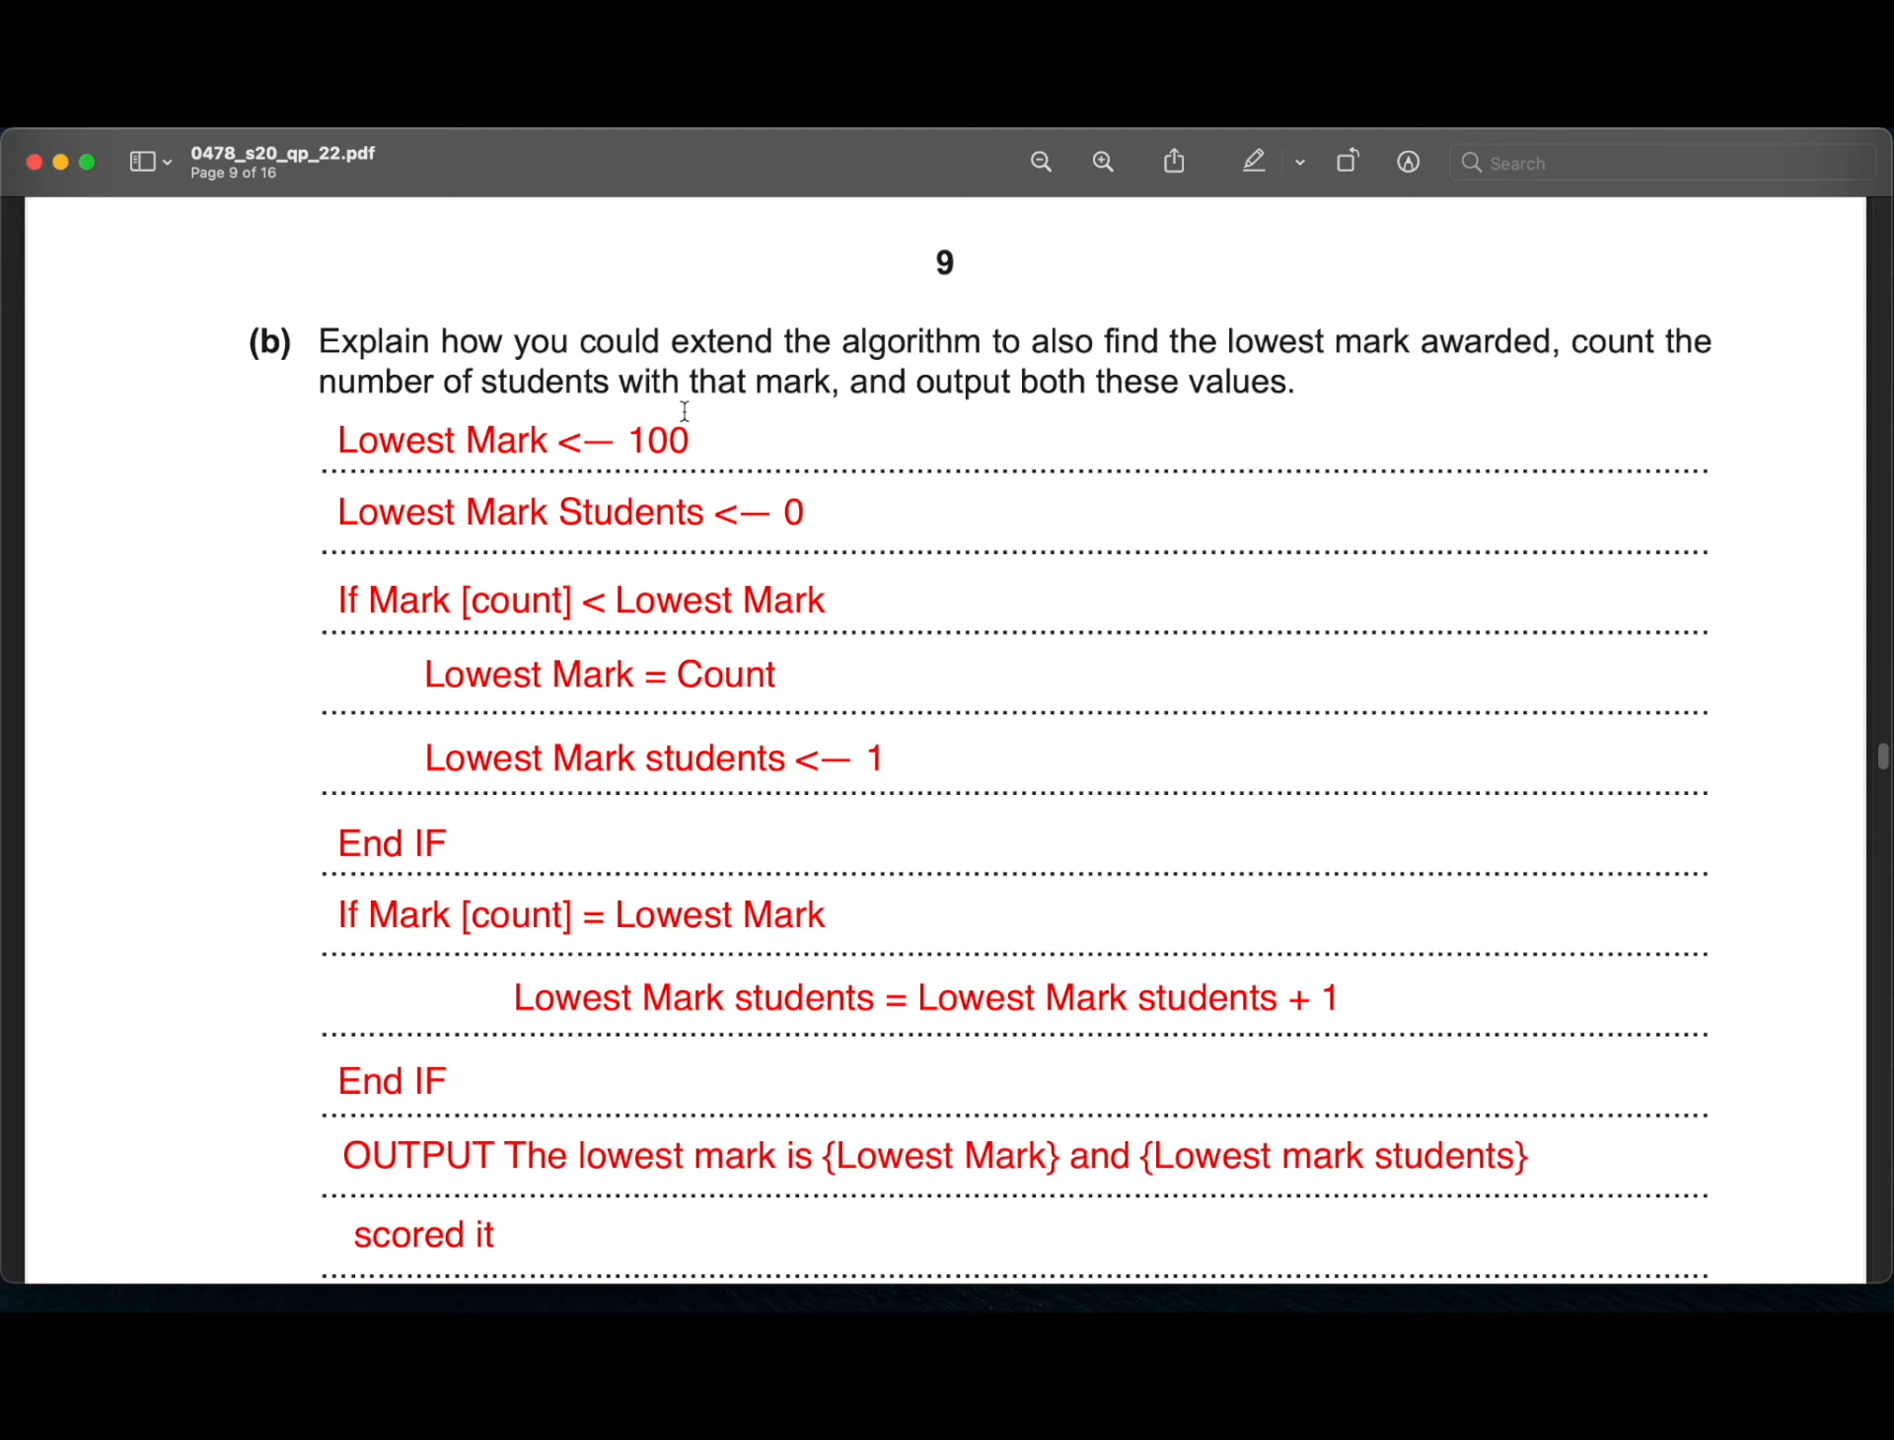 0478_s20_qp_22.pdf
Page 9 of 16
Search
9
(b) Explain how you could extend the algorithm to also find the lowest mark awarded, count the
number of students with that mark, and output both these values.
Lowest Mark <— 100
Lowest Mark Students <— 0
If Mark [count] < Lowest Mark
Lowest Mark = Count
Lowest Mark students <— 1
End IF
If Mark [count] = Lowest Mark
Lowest Mark students = Lowest Mark students + 1
End IF
OUTPUT The lowest mark is {Lowest Mark} and {Lowest mark students}
scored it